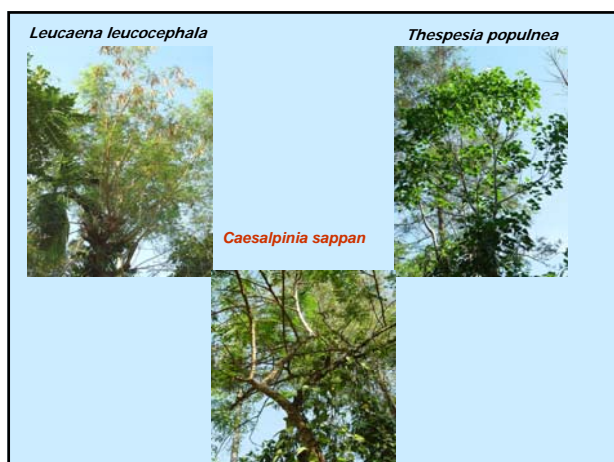 Leucaena leucocephala
Thespesia populnea
Caesalpinia sappan